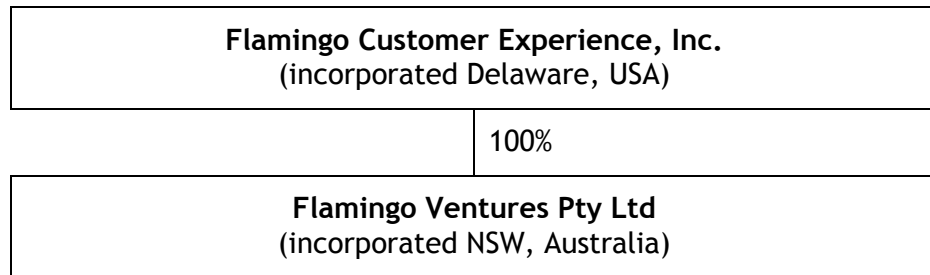 Flamingo Customer Experience, Inc.
(incorporated Delaware, USA)
100%
Flamingo Ventures Pty Ltd
(incorporated NSW, Australia)